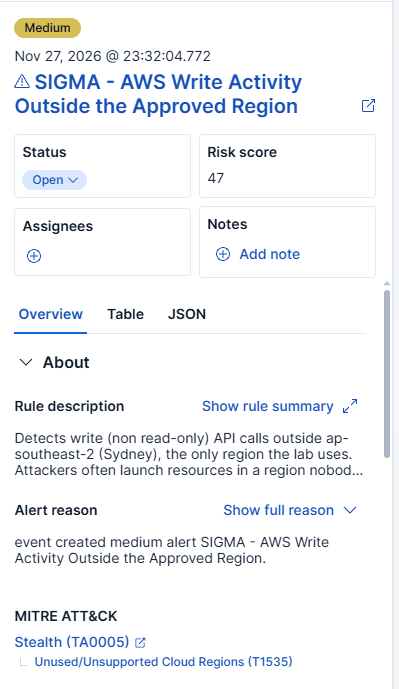 Medium
Nov 27, 2026 @ 23:32:04.772
SIGMA - AWS Write Activity
Outside the Approved Region
Status
Open
Risk score
47
Assignees
Notes
Add note
Overview Table JSON
About
Rule description Show rule summary
Detects write (non read-only) API calls outside ap-
southeast-2 (Sydney), the only region the lab uses.
Attackers often launch resources in a region nobod...
Alert reason Show full reason
event created medium alert SIGMA - AWS Write
Activity Outside the Approved Region.
MITRE ATT&CK
Stealth (TA0005)
Unused/Unsupported Cloud Regions (T1535)